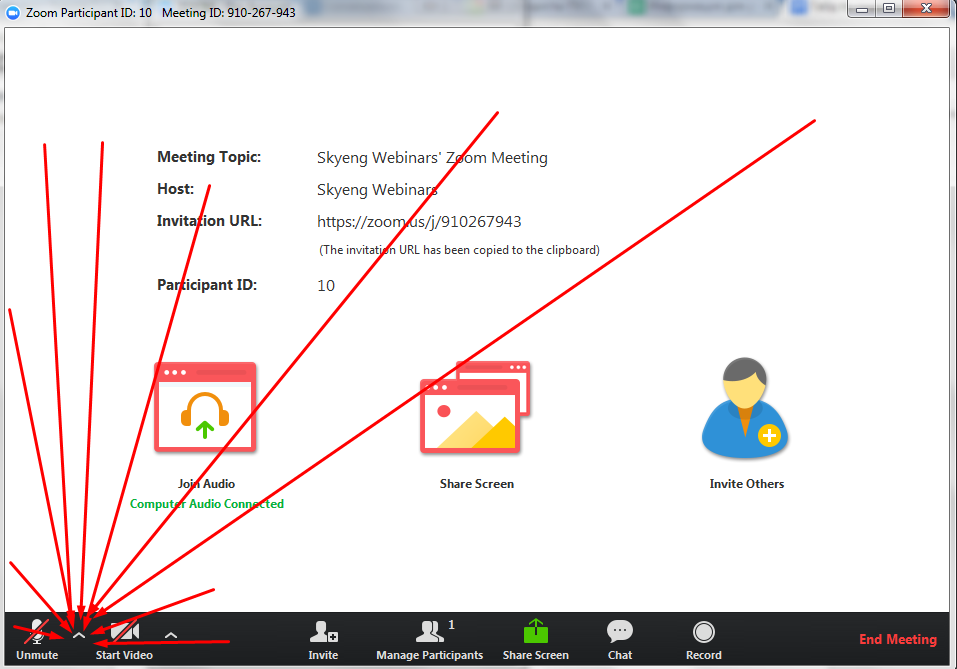 Zoom Participant ID: 10 Meeting ID: 910-267-943
Meeting Topic: Skyeng Webinars' Zoom Meeting
Host: Skyeng Webinars
Invitation URL: https://zoom.us/j/910267943
(The invitation URL has been copied to the clipboard)
Participant ID: 10
Join Audio
Computer Audio Connected
Share Screen
Invite Others
1
Unmute
Start Video
Invite
Manage Participants
Share Screen
Chat
Record
End Meeting